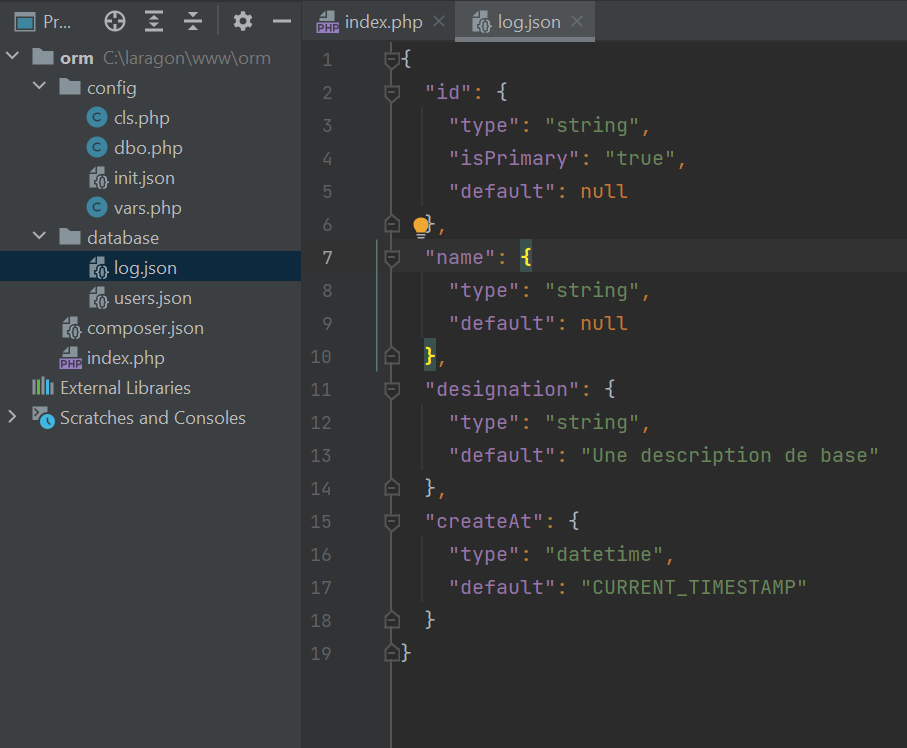 Pr...
orm C:\laragon\www\orm
config
cls.php
dbo.php
init.json
vars.php
database
log.json
users.json
composer.json
index.php
External Libraries
Scratches and Consoles
index.php log.json
1 {
2 "id": {
3 "type": "string",
4 "isPrimary": "true",
5 "default": null
6 },
7 "name": {
8 "type": "string",
9 "default": null
10 },
11 "designation": {
12 "type": "string",
13 "default": "Une description de base"
14 },
15 "createAt": {
16 "type": "datetime",
17 "default": "CURRENT_TIMESTAMP"
18 }
19 }